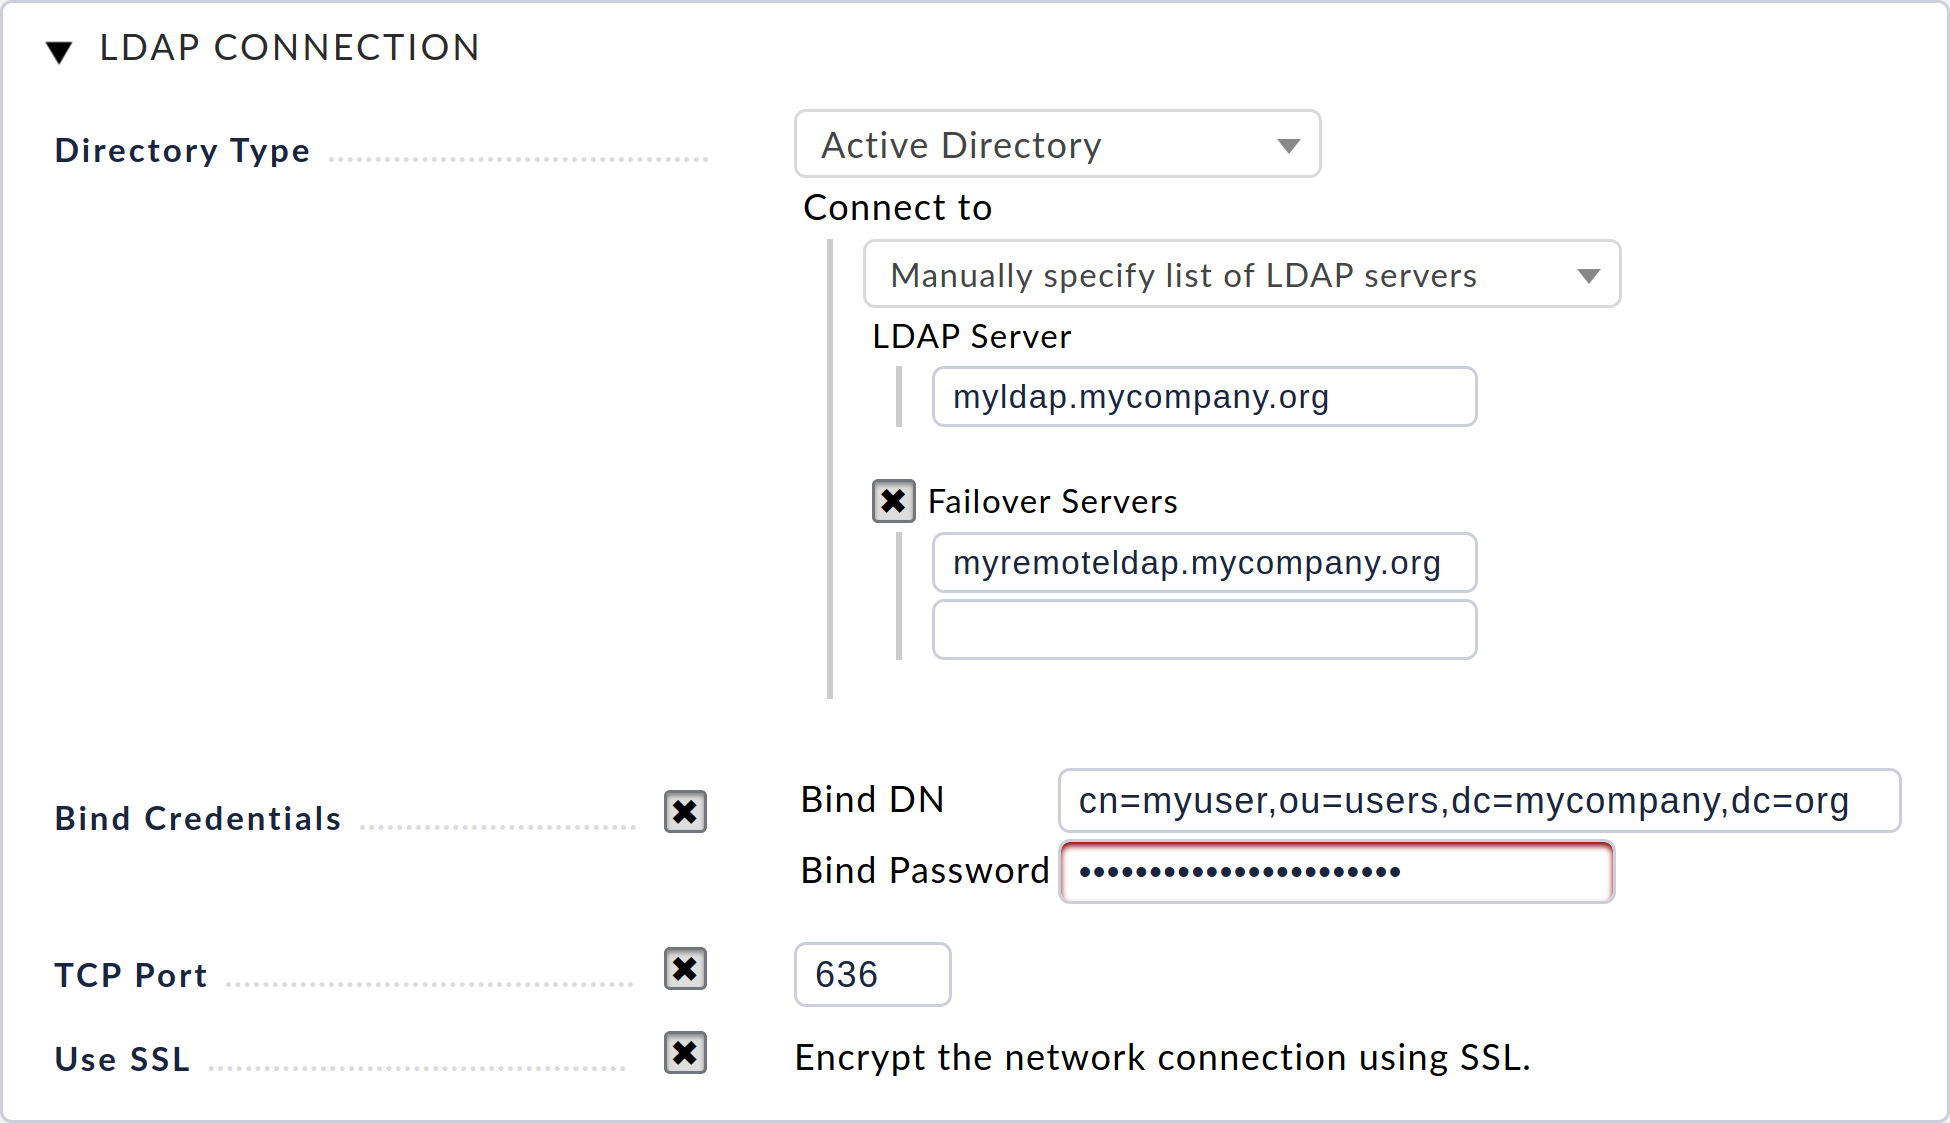 LDAP CONNECTION
Directory Type
Active Directory
Connect to
Manually specify list of LDAP servers
LDAP Server
myldap.mycompany.org
Failover Servers
myremoteldap.mycompany.org
Bind Credentials
Bind DN
cn=myuser,ou=users,dc=mycompany,dc=org
Bind Password
•••••••••••••••••••••••
TCP Port
636
Use SSL
Encrypt the network connection using SSL.